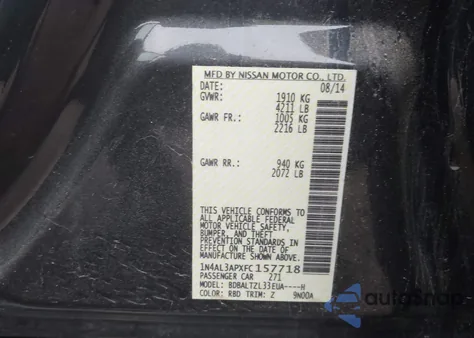 MFD BY NISSAN MOTOR CO., LTD.
DATE: 08/14
GVWR: 1910 KG
4211 LB
GAWR FR.: 1005 KG
2216 LB
GAWR RR.: 940 KG
2072 LB
THIS VEHICLE CONFORMS TO
ALL APPLICABLE FEDERAL
MOTOR VEHICLE SAFETY,
BUMPER, AND THEFT
PREVENTION STANDARDS IN
EFFECT ON THE DATE OF
MANUFACTURE SHOWN ABOVE.
1N4AL3APXFC157718
PASSENGER CAR 271
MODEL: BDBALTZL33EUA----H
COLOR: RBD TRIM: Z 9N00A
AutoSnap